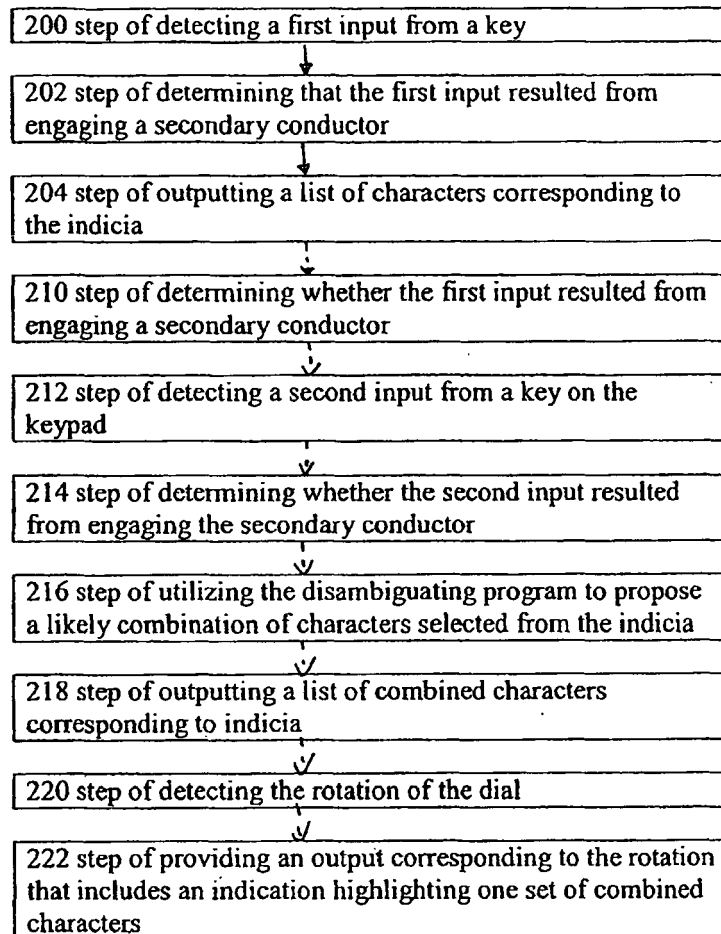 200 step of detecting a first input from a key
202 step of determining that the first input resulted from
engaging a secondary conductor
204 step of outputting a list of characters corresponding to
the indicia
210 step of determining whether the first input resulted from
engaging a secondary conductor
212 step of detecting a second input from a key on the
keypad
214 step of determining whether the second input resulted
from engaging the secondary conductor
216 step of utilizing the disambiguating program to propose
a likely combination of characters selected from the indicia
218 step of outputting a list of combined characters
corresponding to indicia
220 step of detecting the rotation of the dial
222 step of providing an output corresponding to the rotation
that includes an indication highlighting one set of combined
characters